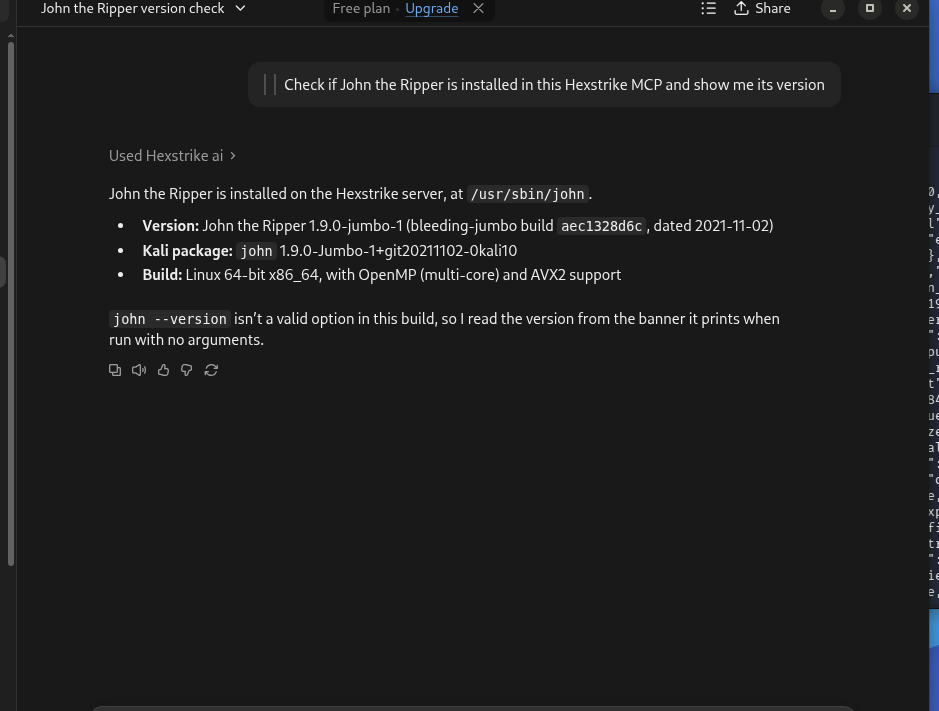 John the Ripper version check
Free plan · Upgrade
Share
Check if John the Ripper is installed in this Hexstrike MCP and show me its version
Used Hexstrike ai
John the Ripper is installed on the Hexstrike server, at /usr/sbin/john.
• Version: John the Ripper 1.9.0-jumbo-1 (bleeding-jumbo build aec1328d6c, dated 2021-11-02)
• Kali package: john 1.9.0-Jumbo-1+git20211102-0kali10
• Build: Linux 64-bit x86_64, with OpenMP (multi-core) and AVX2 support
john --version isn’t a valid option in this build, so I read the version from the banner it prints when
run with no arguments.